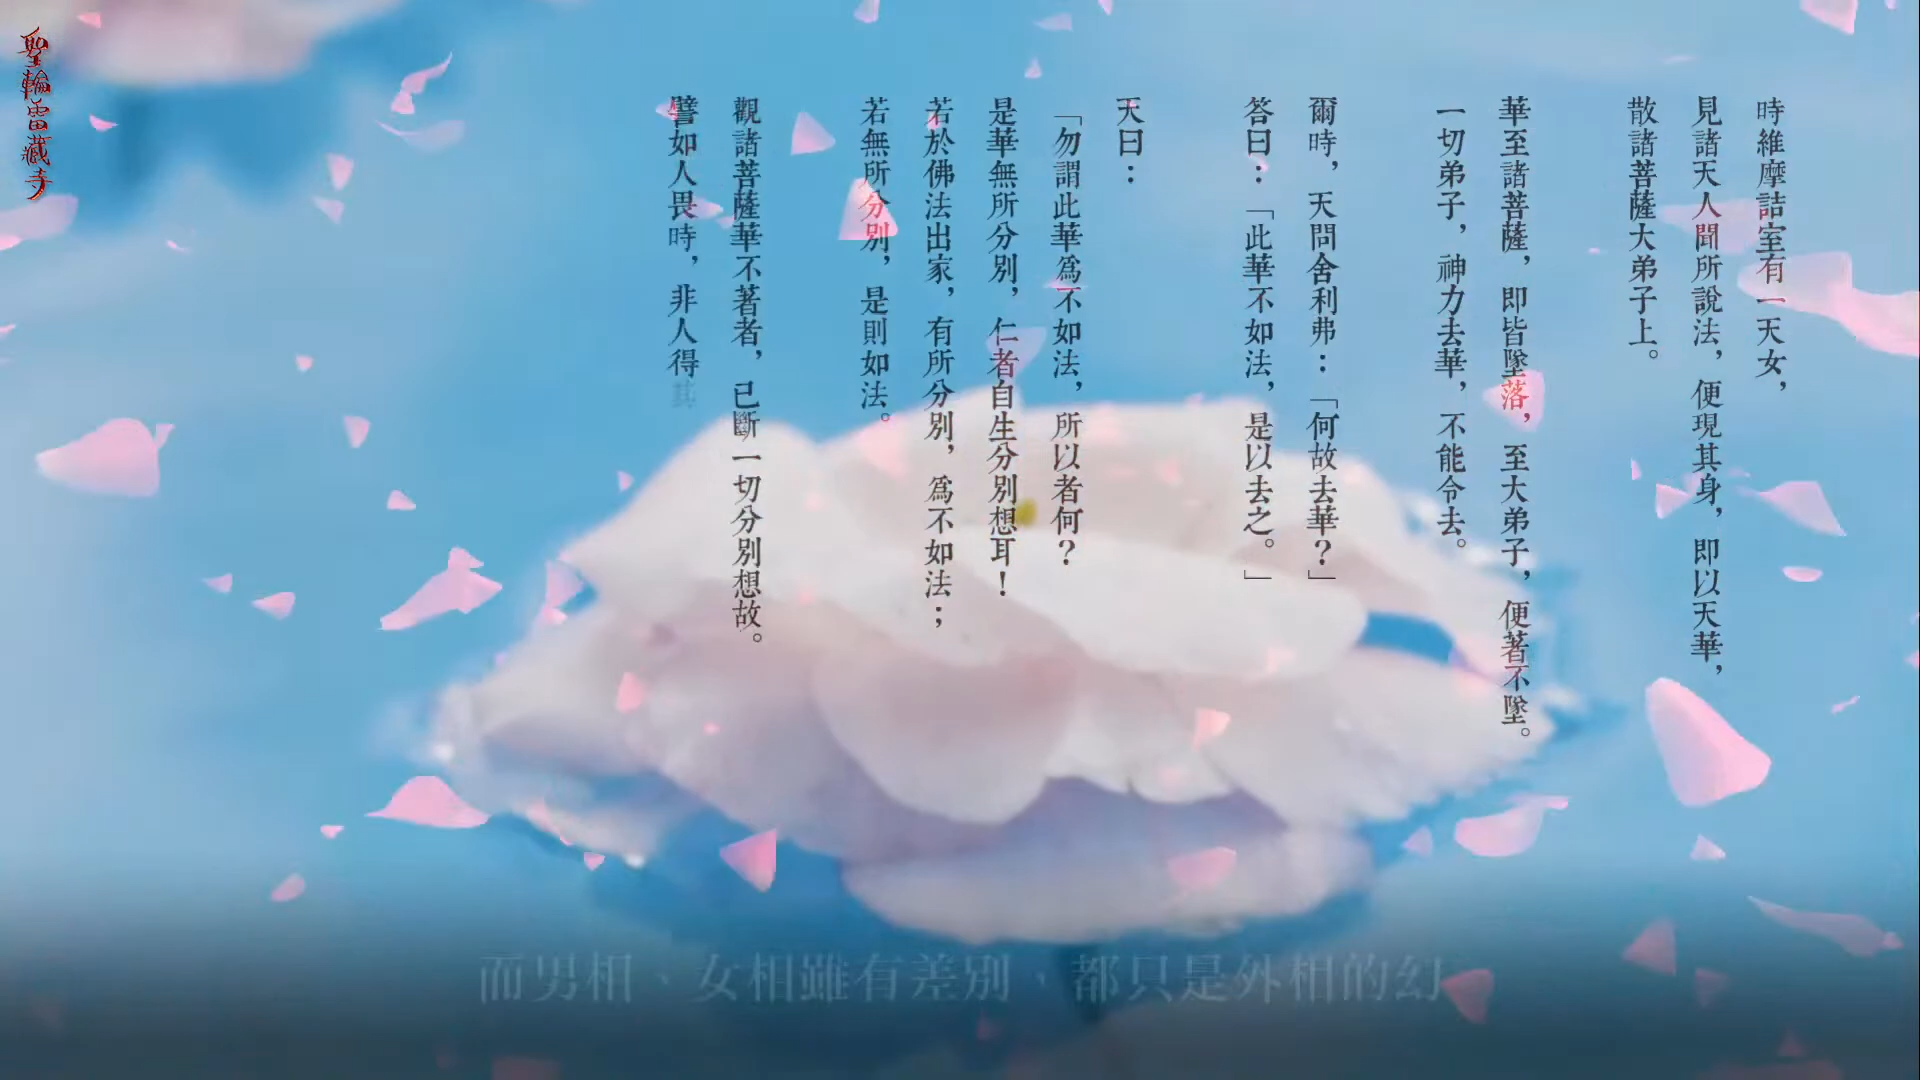 聖輪雷藏寺
時維摩詰室有一天女，
見諸天人聞所說法，便現其身，即以天華，
散諸菩薩大弟子上。
華至諸菩薩，即皆墜落，至大弟子，便著不墜。
一切弟子，神力去華，不能令去。
爾時，天問舍利弗：「何故去華？」
答曰：「此華不如法，是以去之。」
天曰：
「勿謂此華爲不如法，所以者何？
是華無所分別，仁者自生分別想耳！
若於佛法出家，有所分別，爲不如法；
若無所分別，是則如法。
觀諸菩薩華不著者，已斷一切分別想故。
譬如人畏時，非人得其
而男相、女相雖有差別，都只是外相的幻